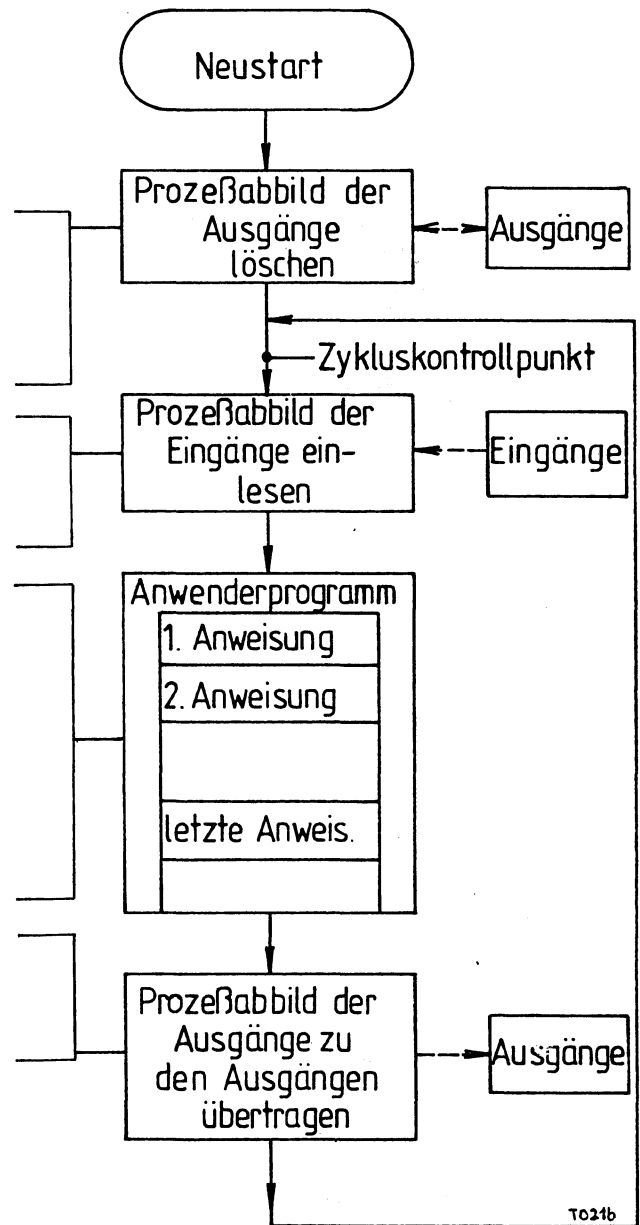 Neustart
Prozeßabbild der
Ausgänge
löschen
Ausgänge
Zykluskontrollpunkt
Prozeßabbild der
Eingänge ein-
lesen
Eingänge
Anwenderprogramm
1. Anweisung
2. Anweisung
letzte Anweis.
Prozeßabbild der
Ausgänge zu
den Ausgängen
übertragen
Ausgänge
T021b